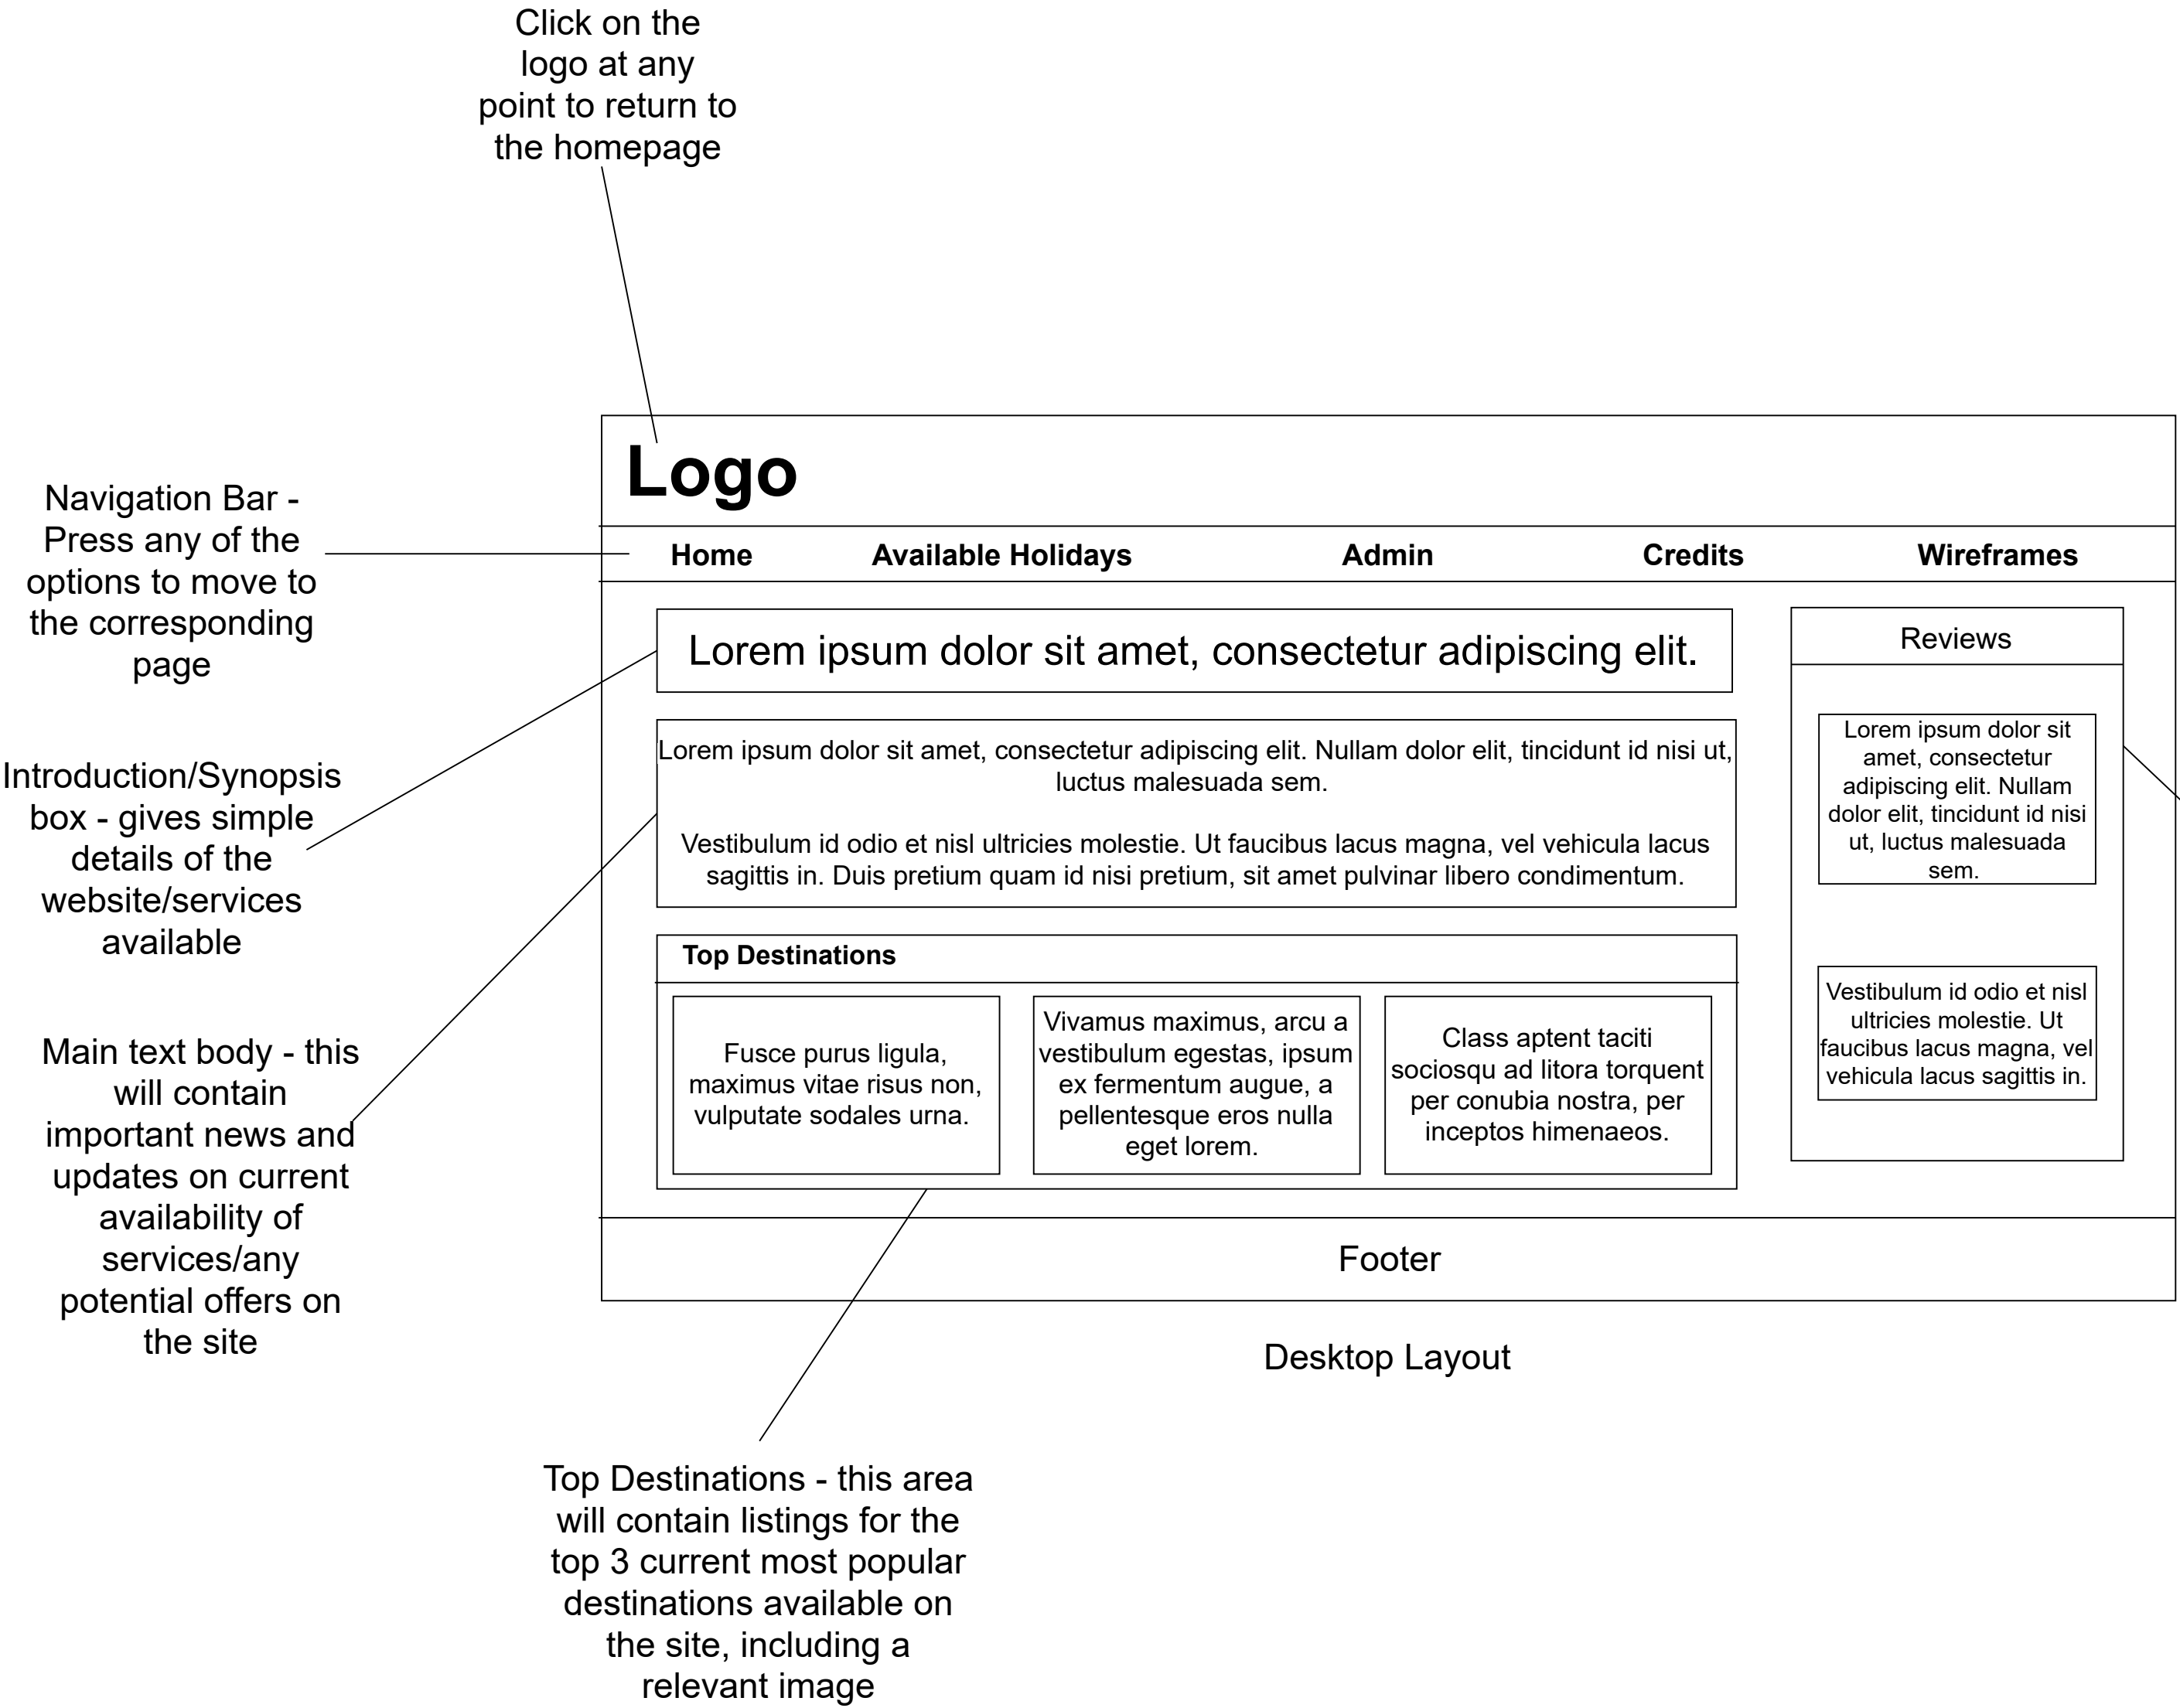 Click on the
logo at any
point to return to
the homepage
Logo
Navigation Bar -
Press any of the
options to move to
the corresponding
page
Home
Available Holidays
Admin
Credits
Wireframes
Introduction/Synopsis
box - gives simple
details of the
website/services
available
Lorem ipsum dolor sit amet, consectetur adipiscing elit.
Main text body - this
will contain
important news and
updates on current
availability of
services/any
potential offers on
the site
Lorem ipsum dolor sit amet, consectetur adipiscing elit. Nullam dolor elit, tincidunt id nisi ut,
luctus malesuada sem.
Vestibulum id odio et nisl ultricies molestie. Ut faucibus lacus magna, vel vehicula lacus
sagittis in. Duis pretium quam id nisi pretium, sit amet pulvinar libero condimentum.
Top Destinations
Fusce purus ligula,
maximus vitae risus non,
vulputate sodales urna.
Vivamus maximus, arcu a
vestibulum egestas, ipsum
ex fermentum augue, a
pellentesque eros nulla
eget lorem.
Class aptent taciti
sociosqu ad litora torquent
per conubia nostra, per
inceptos himenaeos.
Reviews
Lorem ipsum dolor sit
amet, consectetur
adipiscing elit. Nullam
dolor elit, tincidunt id nisi
ut, luctus malesuada
sem.
Vestibulum id odio et nisl
ultricies molestie. Ut
faucibus lacus magna, vel
vehicula lacus sagittis in.
Footer
Desktop Layout
Top Destinations - this area
will contain listings for the
top 3 current most popular
destinations available on
the site, including a
relevant image